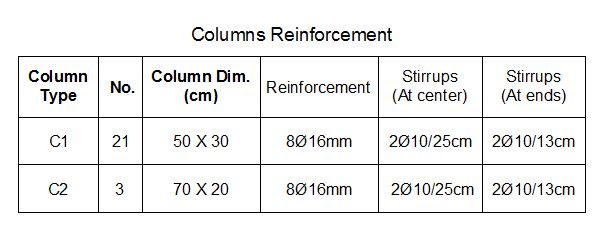 Columns Reinforcement
Column Type No. Column Dim. (cm) Reinforcement Stirrups (At center) Stirrups (At ends)
C1 21 50 X 30 8Ø16mm 2Ø10/25cm 2Ø10/13cm
C2 3 70 X 20 8Ø16mm 2Ø10/25cm 2Ø10/13cm